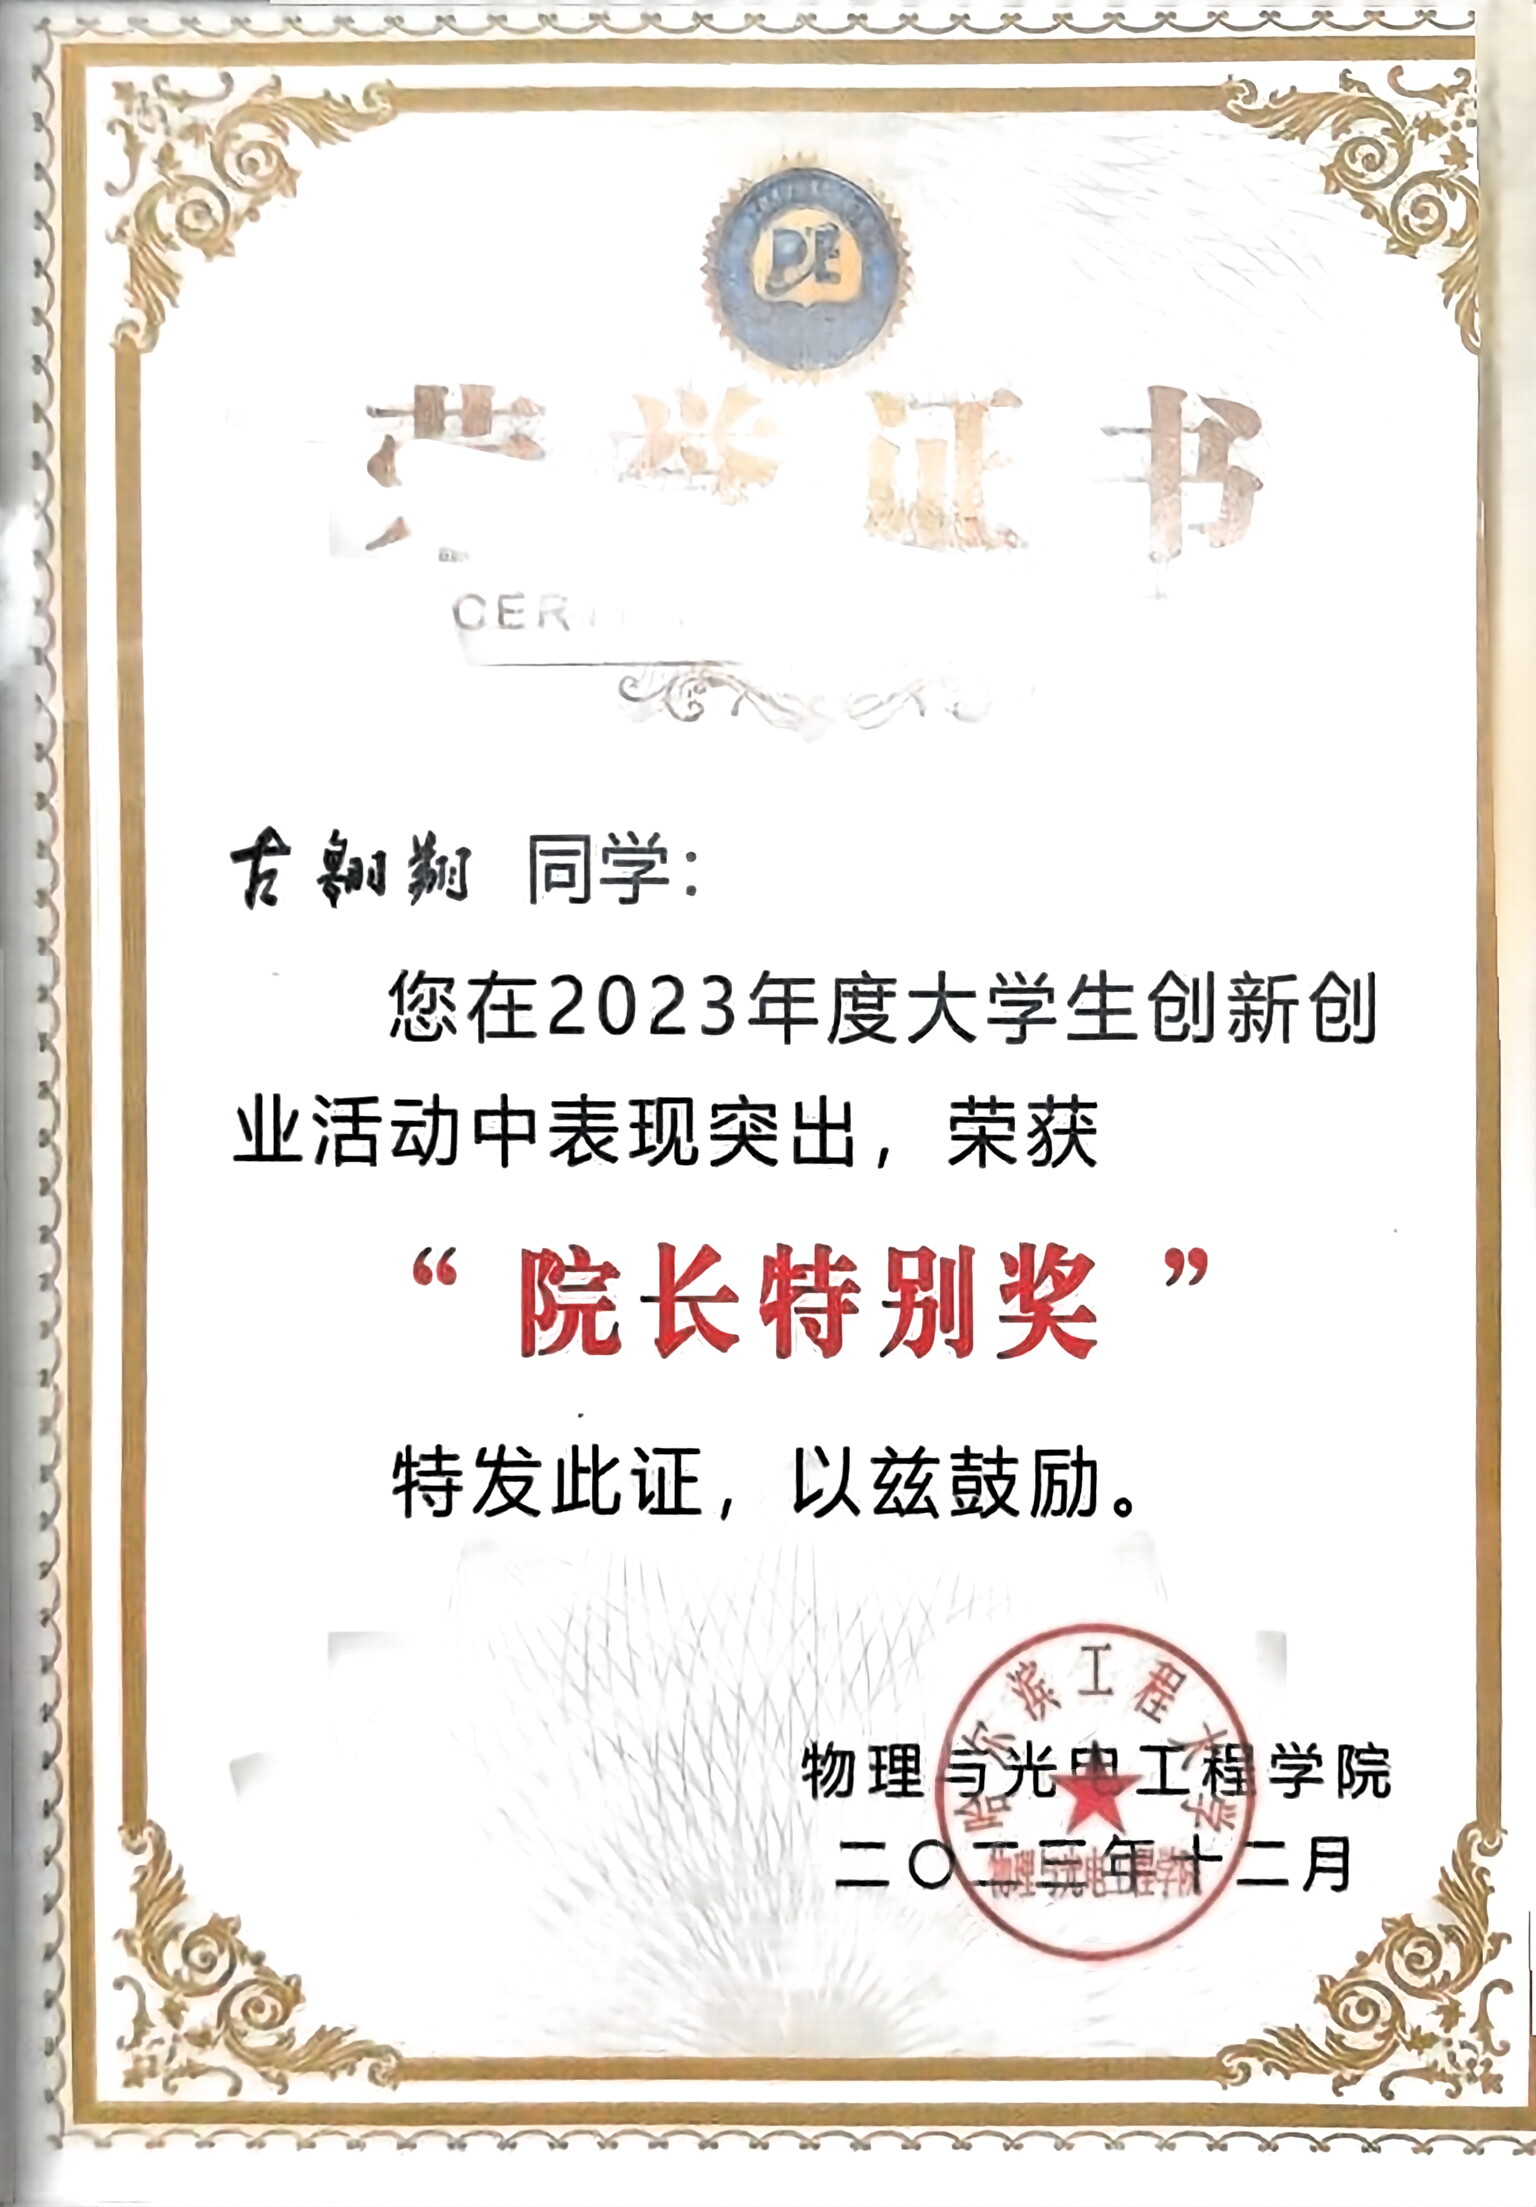 PE
荣誉证书
CER
古翱翔 同学：
您在2023年度大学生创新创
业活动中表现突出，荣获
“院长特别奖”
特发此证，以兹鼓励。
哈尔滨工程大学
物理与光电工程学院
二〇二三年十二月
物理与光电工程学院